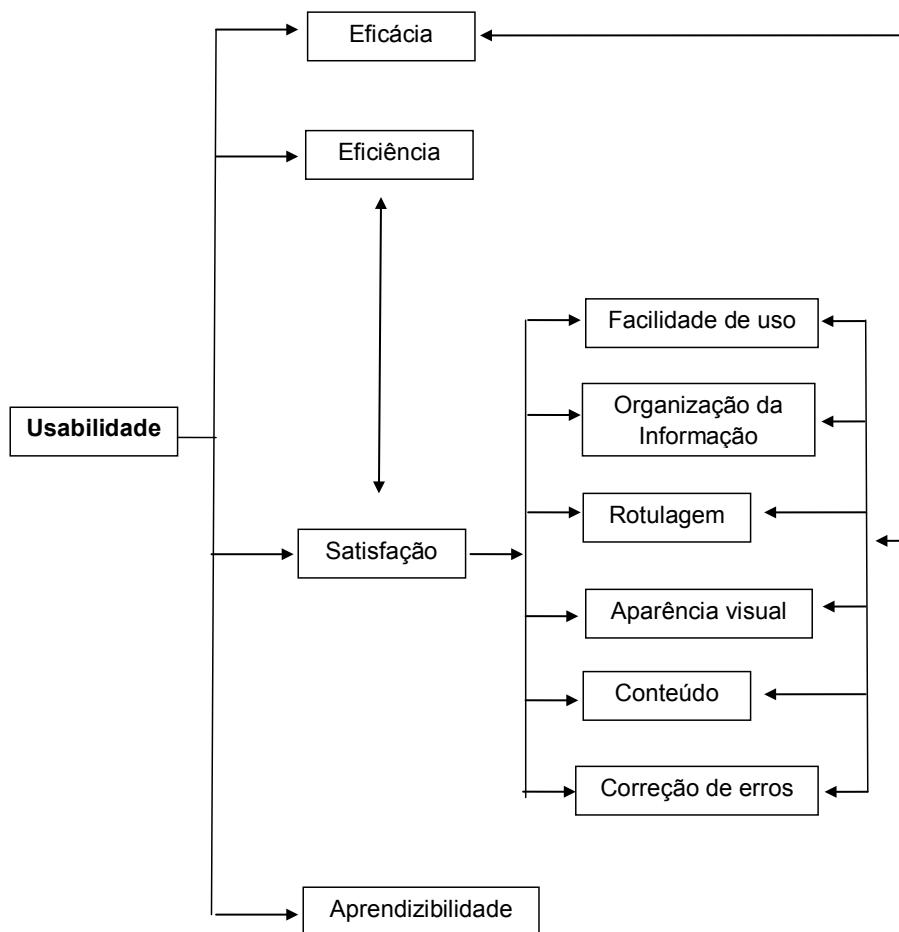 Eficácia
Eficiência
Facilidade de uso
Organização da
Informação
Usabilidade
Rotulagem
Satisfação
Aparência visual
Conteúdo
Correção de erros
Aprendizibilidade